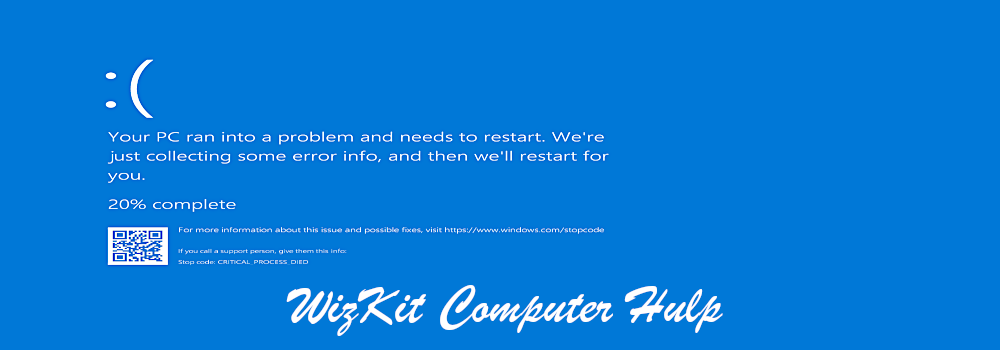 :(
Your PC ran into a problem and needs to restart. We're
just collecting some error info, and then we'll restart for
you.
20% complete
For more information about this issue and possible fixes, visit https://www.windows.com/stopcode
If you call a support person, give them this info:
Stop code: CRITICAL_PROCESS_DIED
WizKit Computer Hulp